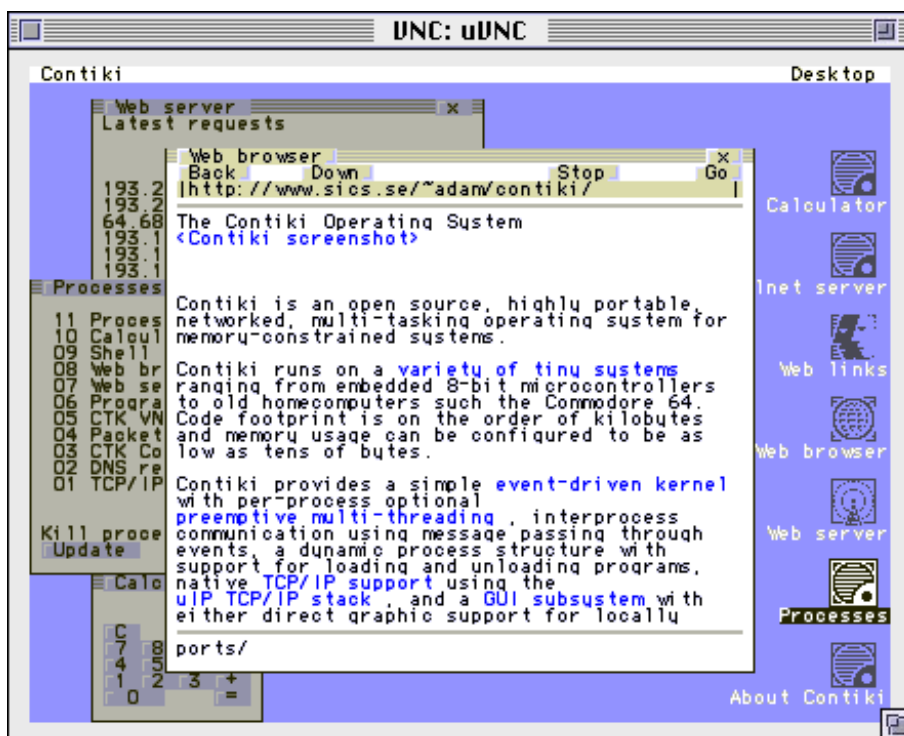 VNC: uVNC
Contiki
Desktop
Web server x
Latest requests
193.2
193.2
64.68
193.1
193.1
193.1
Processes
11 Proces
10 Calcul
09 Shell
08 Web br
07 Web se
06 Progra
05 CTK VN
04 Packet
03 CTK Co
02 DNS re
01 TCP/IP
Kill proce
Update
Calc
C
7 8
4 5
1 2 3 +
0 =
Web browser x
Back Down Stop Go
http://www.sics.se/~adam/contiki/
The Contiki Operating System
<Contiki screenshot>
Contiki is an open source, highly portable,
networked, multi-tasking operating system for
memory-constrained systems.
Contiki runs on a variety of tiny systems
ranging from embedded 8-bit microcontrollers
to old homecomputers such the Commodore 64.
Code footprint is on the order of kilobytes
and memory usage can be configured to be as
low as tens of bytes.
Contiki provides a simple event-driven kernel
with per-process optional
preemptive multi-threading , interprocess
communication using message passing through
events, a dynamic process structure with
support for loading and unloading programs,
native TCP/IP support using the
uIP TCP/IP stack , and a GUI subsystem with
either direct graphic support for locally
ports/
Calculator
lnet server
Web links
Web browser
Web server
Processes
About Contiki